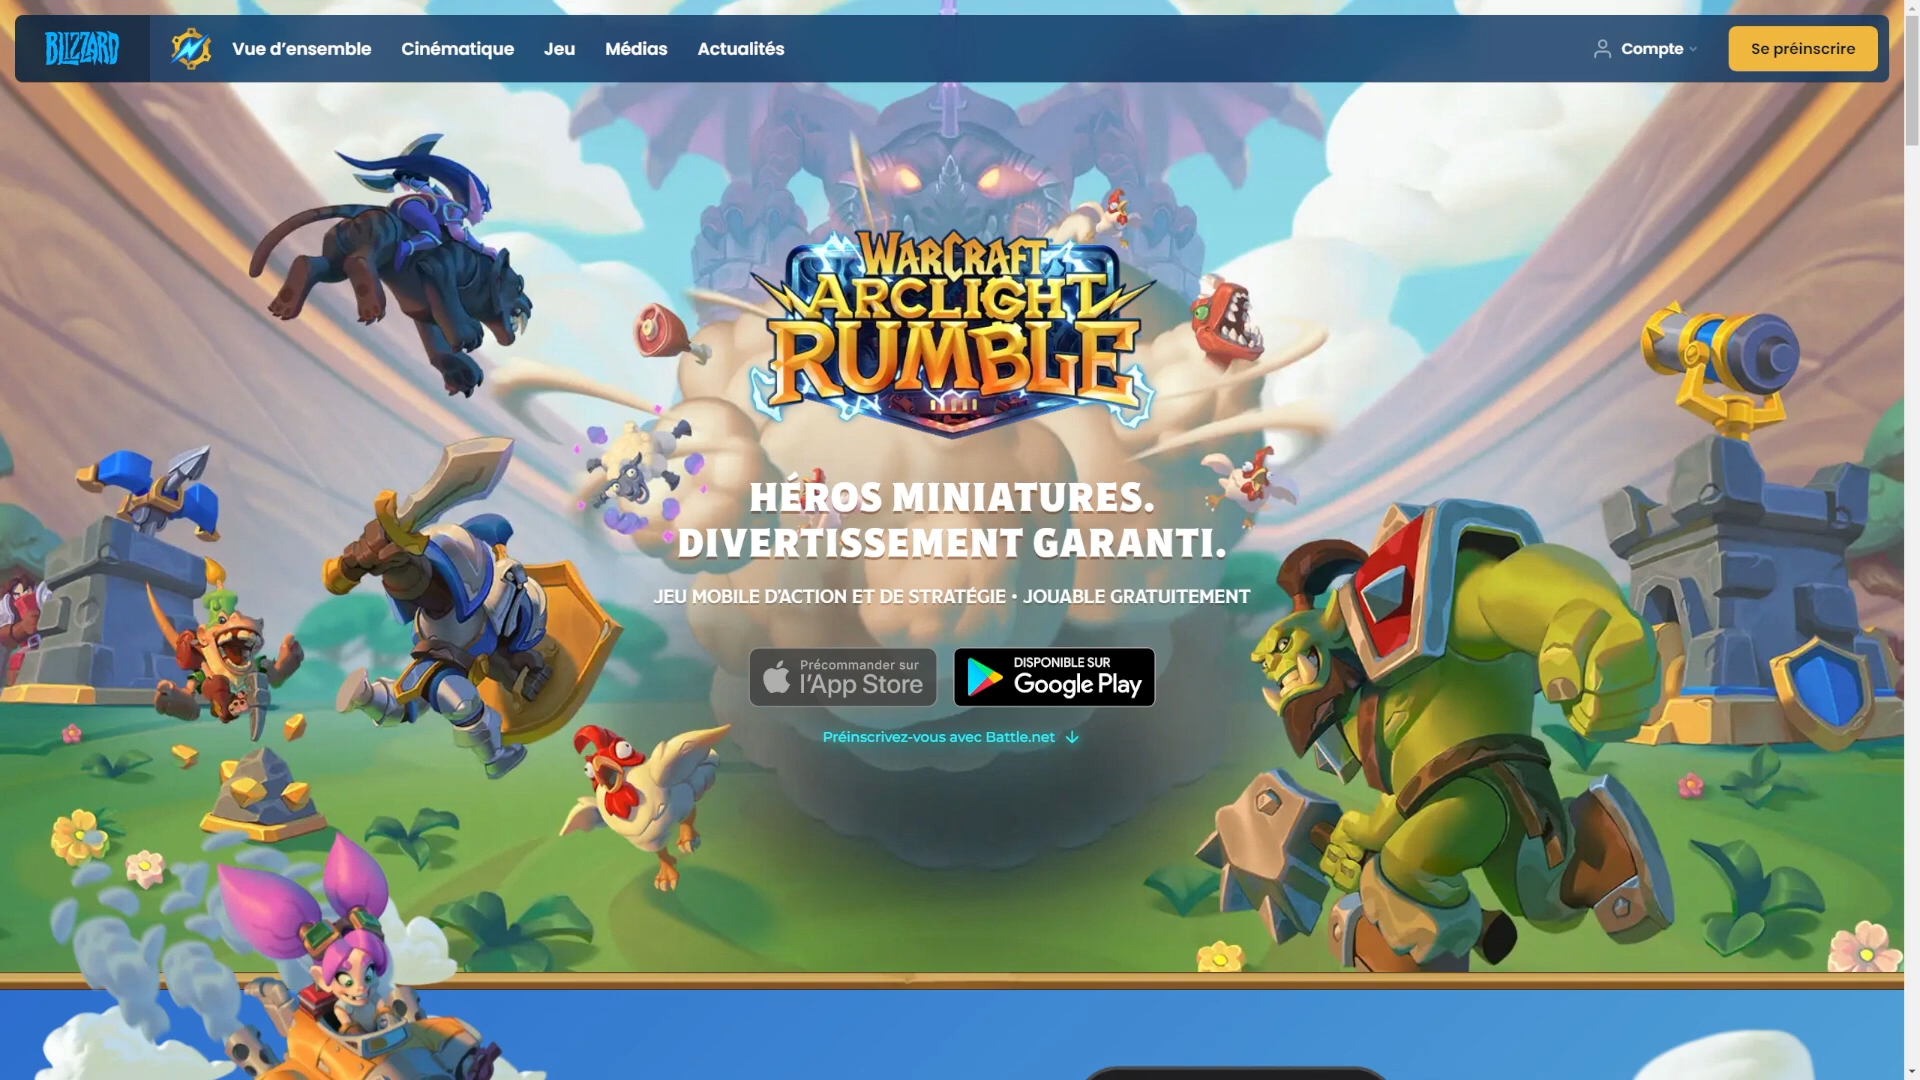 BLIZZARD
Vue d’ensemble
Cinématique
Jeu
Médias
Actualités
Compte
Se préinscrire
WARCRAFT
ARCLIGHT
RUMBLE
HÉROS MINIATURES.
DIVERTISSEMENT GARANTI.
JEU MOBILE D’ACTION ET DE STRATÉGIE • JOUABLE GRATUITEMENT
Précommander sur
l’App Store
DISPONIBLE SUR
Google Play
Préinscrivez-vous avec Battle.net